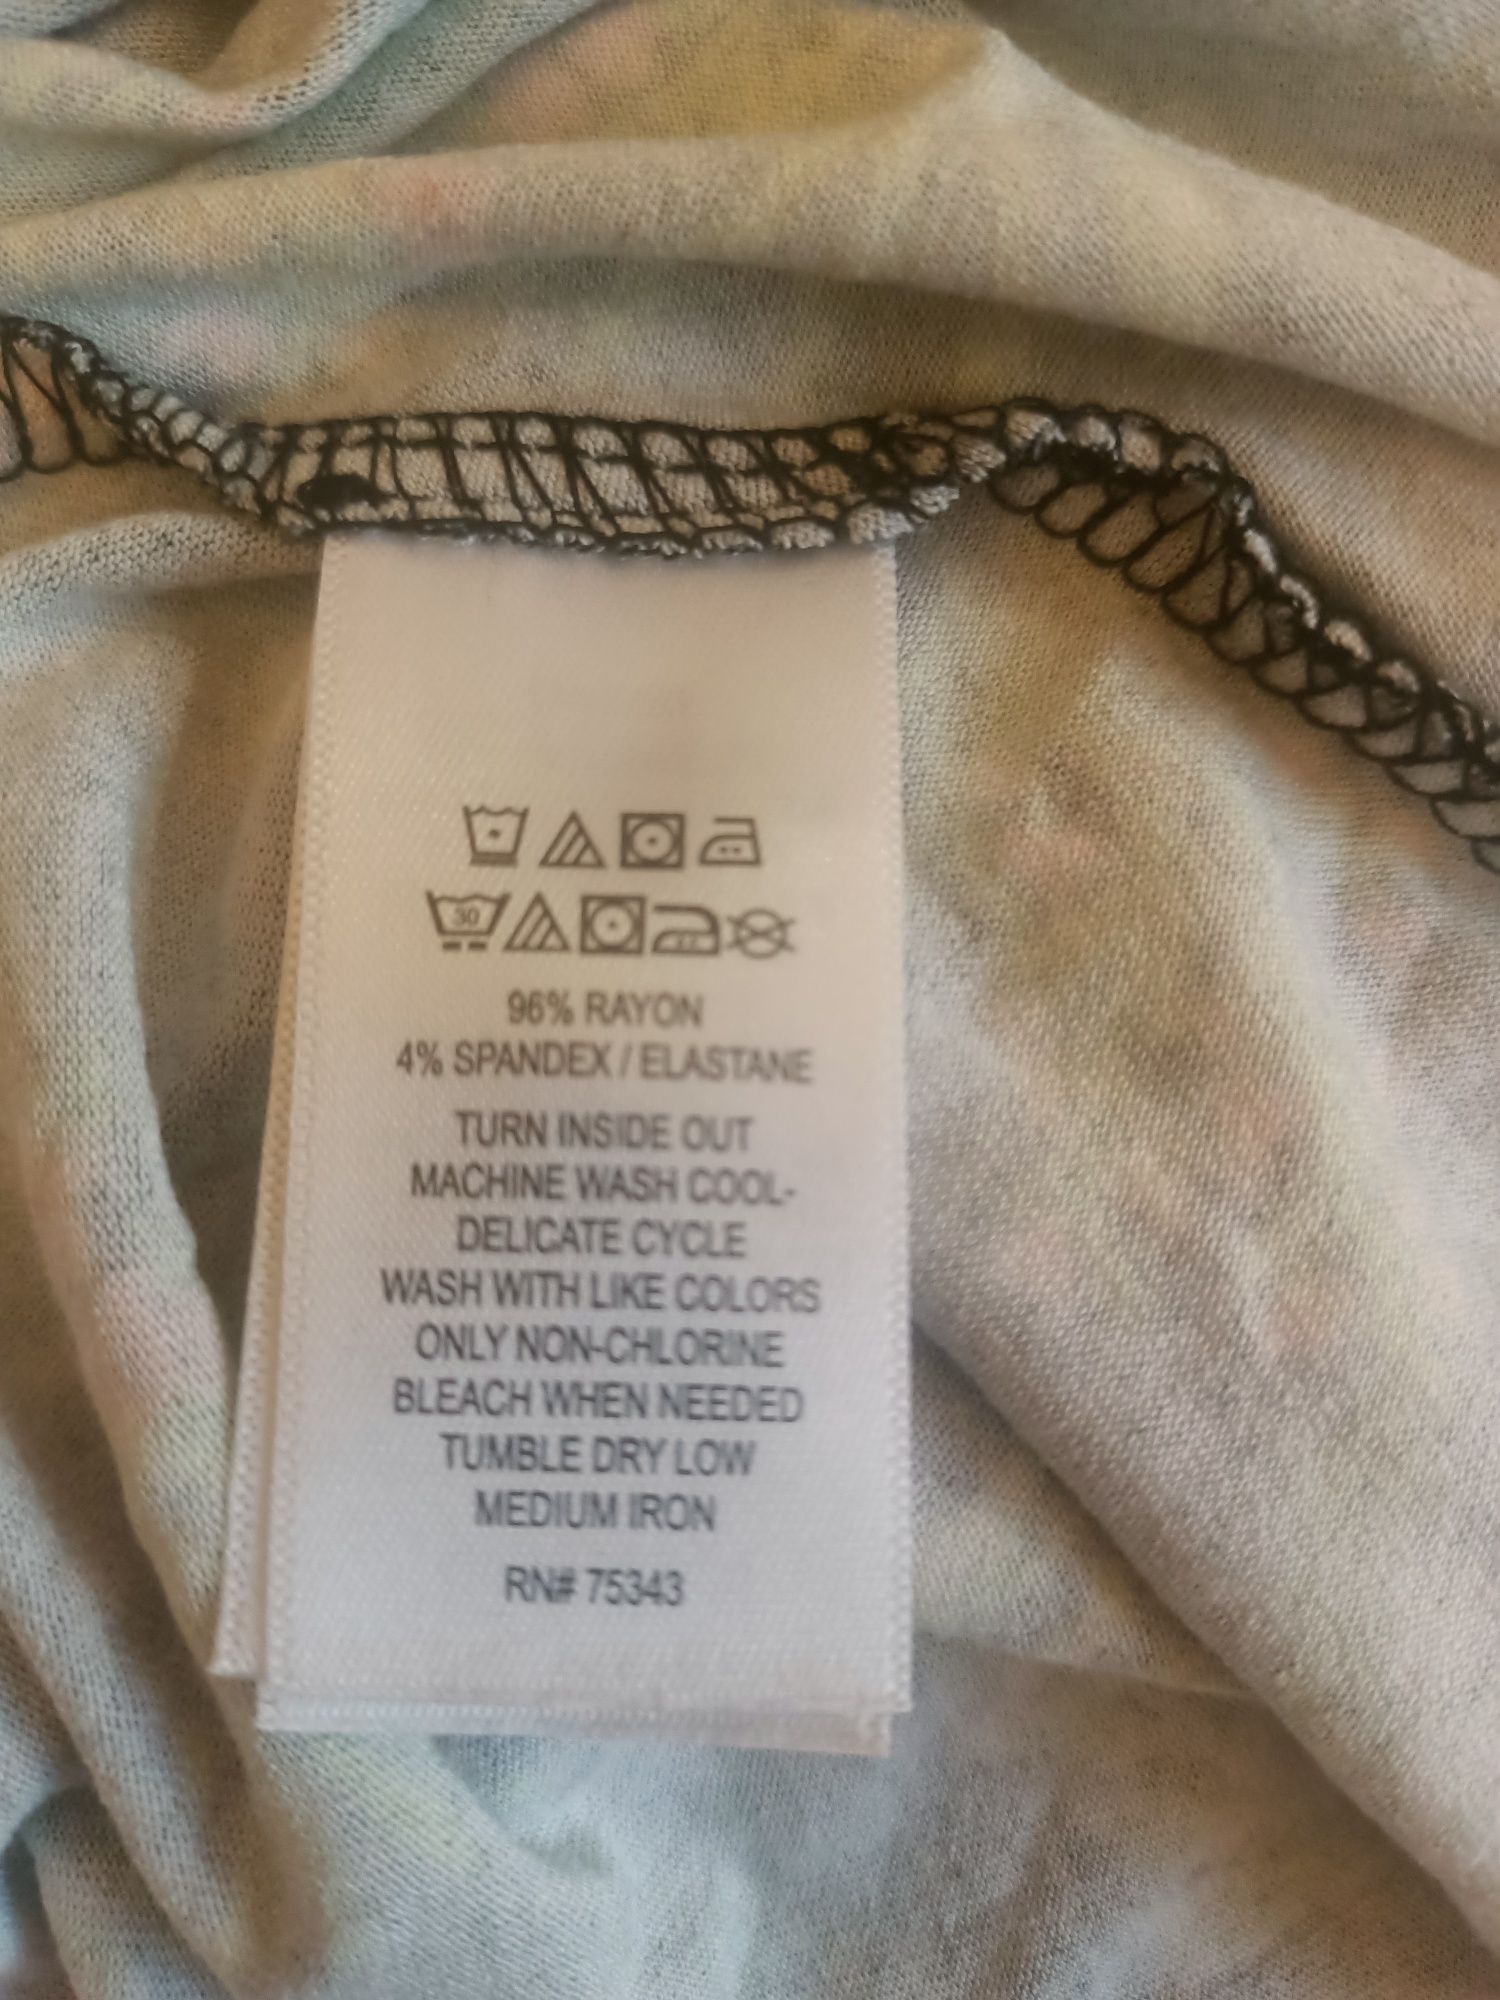 30
96% RAYON
4% SPANDEX / ELASTANE
TURN INSIDE OUT
MACHINE WASH COOL-
DELICATE CYCLE
WASH WITH LIKE COLORS
ONLY NON-CHLORINE
BLEACH WHEN NEEDED
TUMBLE DRY LOW
MEDIUM IRON
RN# 75343